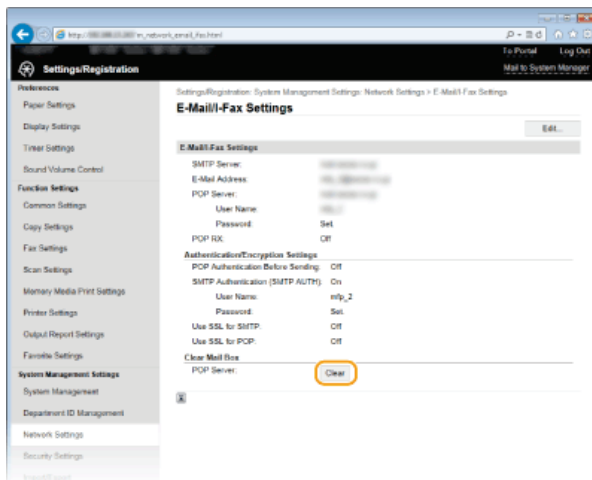 http://
m_network_email_fax.html
To Portal Log Out
Settings/Registration
Mail to System Manager
Preferences
Paper Settings
Display Settings
Timer Settings
Sound Volume Control
Function Settings
Common Settings
Copy Settings
Fax Settings
Scan Settings
Memory Media Print Settings
Printer Settings
Output Report Settings
Favorite Settings
System Management Settings
System Management
Department ID Management
Network Settings
Security Settings
Import/Export
Settings/Registration: System Management Settings: Network Settings > E-Mail/I-Fax Settings
E-Mail/I-Fax Settings
Edit...
E-Mail/I-Fax Settings
SMTP Server:
E-Mail Address:
POP Server:
User Name:
Password: Set
POP RX: Off
Authentication/Encryption Settings
POP Authentication Before Sending: Off
SMTP Authentication (SMTP AUTH): On
User Name: mfp_2
Password: Set
Use SSL for SMTP: Off
Use SSL for POP: Off
Clear Mail Box
POP Server: Clear